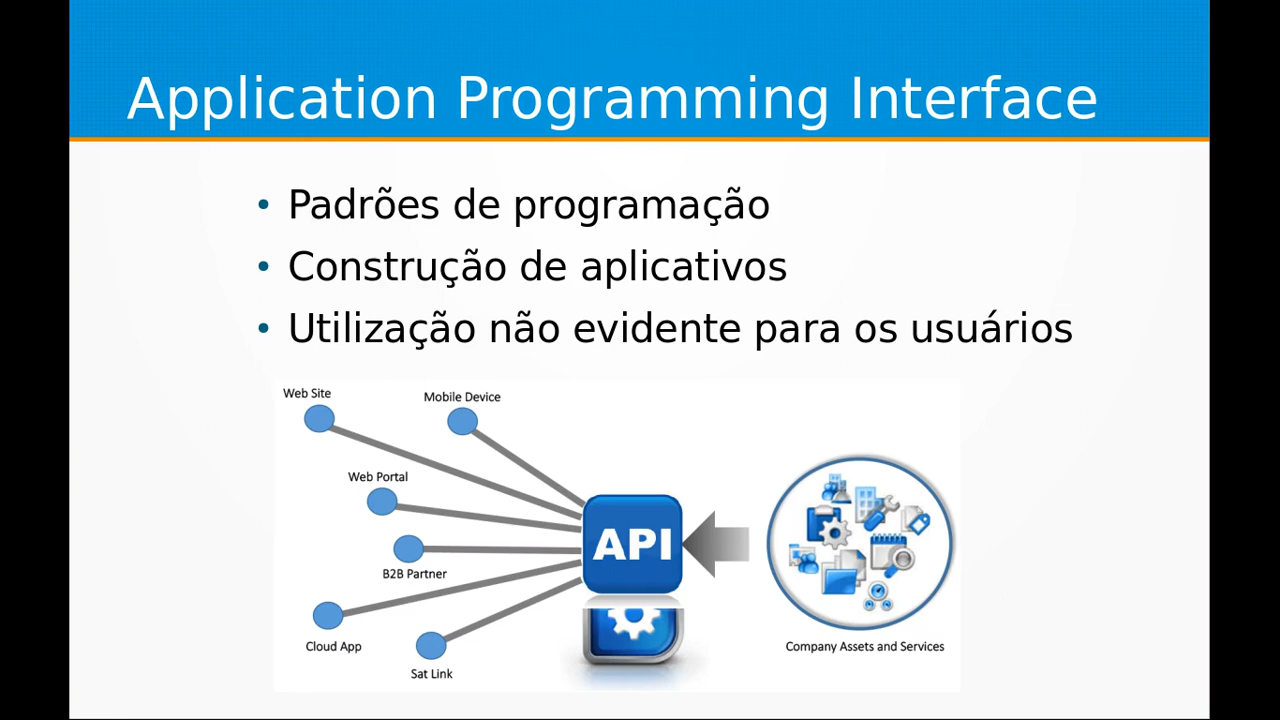 Application Programming Interface
• Padrões de programação
• Construção de aplicativos
• Utilização não evidente para os usuários
Web Site
Mobile Device
Web Portal
API
B2B Partner
Cloud App
Sat Link
Company Assets and Services